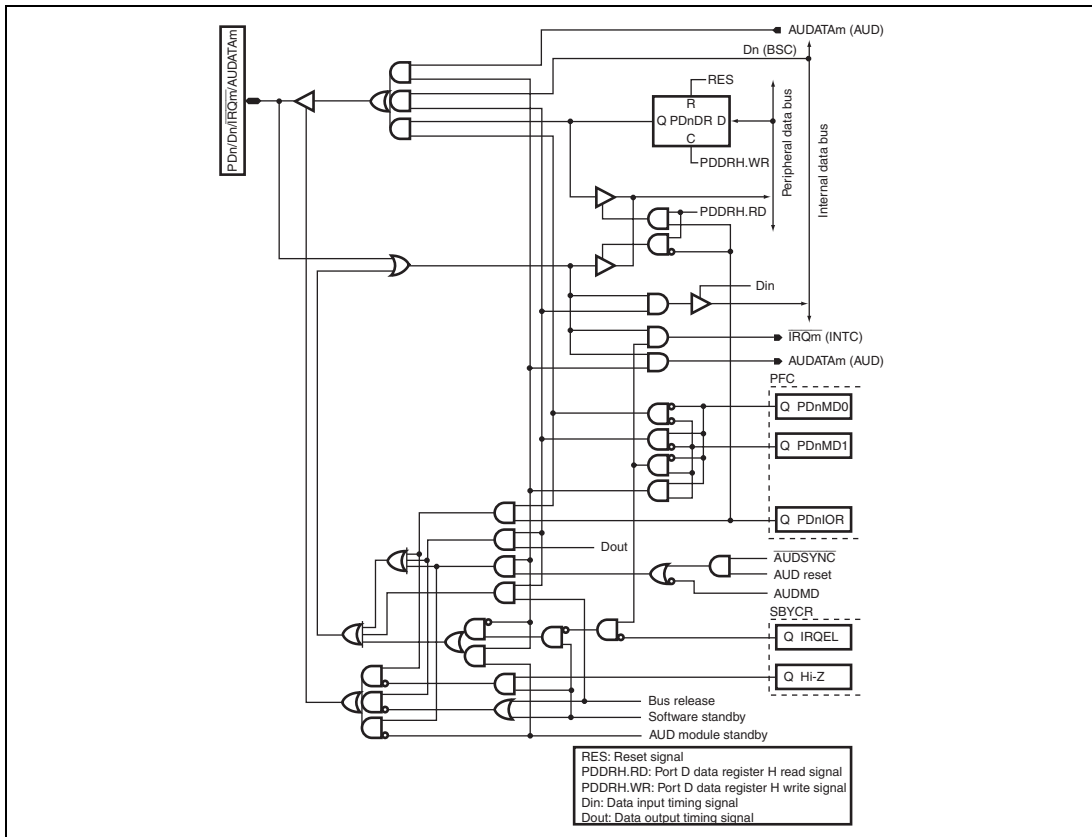 PDn/Dn/IRQm/AUDATAm
AUDATAm (AUD)
Dn (BSC)
RES
R
Q PDnDR D
C
PDDRH.WR
Peripheral data bus
Internal data bus
PDDRH.RD
Din
IRQm (INTC)
AUDATAm (AUD)
PFC
Q PDnMD0
Q PDnMD1
Q PDnIOR
Dout
AUDSYNC
AUD reset
AUDMD
SBYCR
Q IRQEL
Q Hi-Z
Bus release
Software standby
AUD module standby
RES: Reset signal
PDDRH.RD: Port D data register H read signal
PDDRH.WR: Port D data register H write signal
Din: Data input timing signal
Dout: Data output timing signal